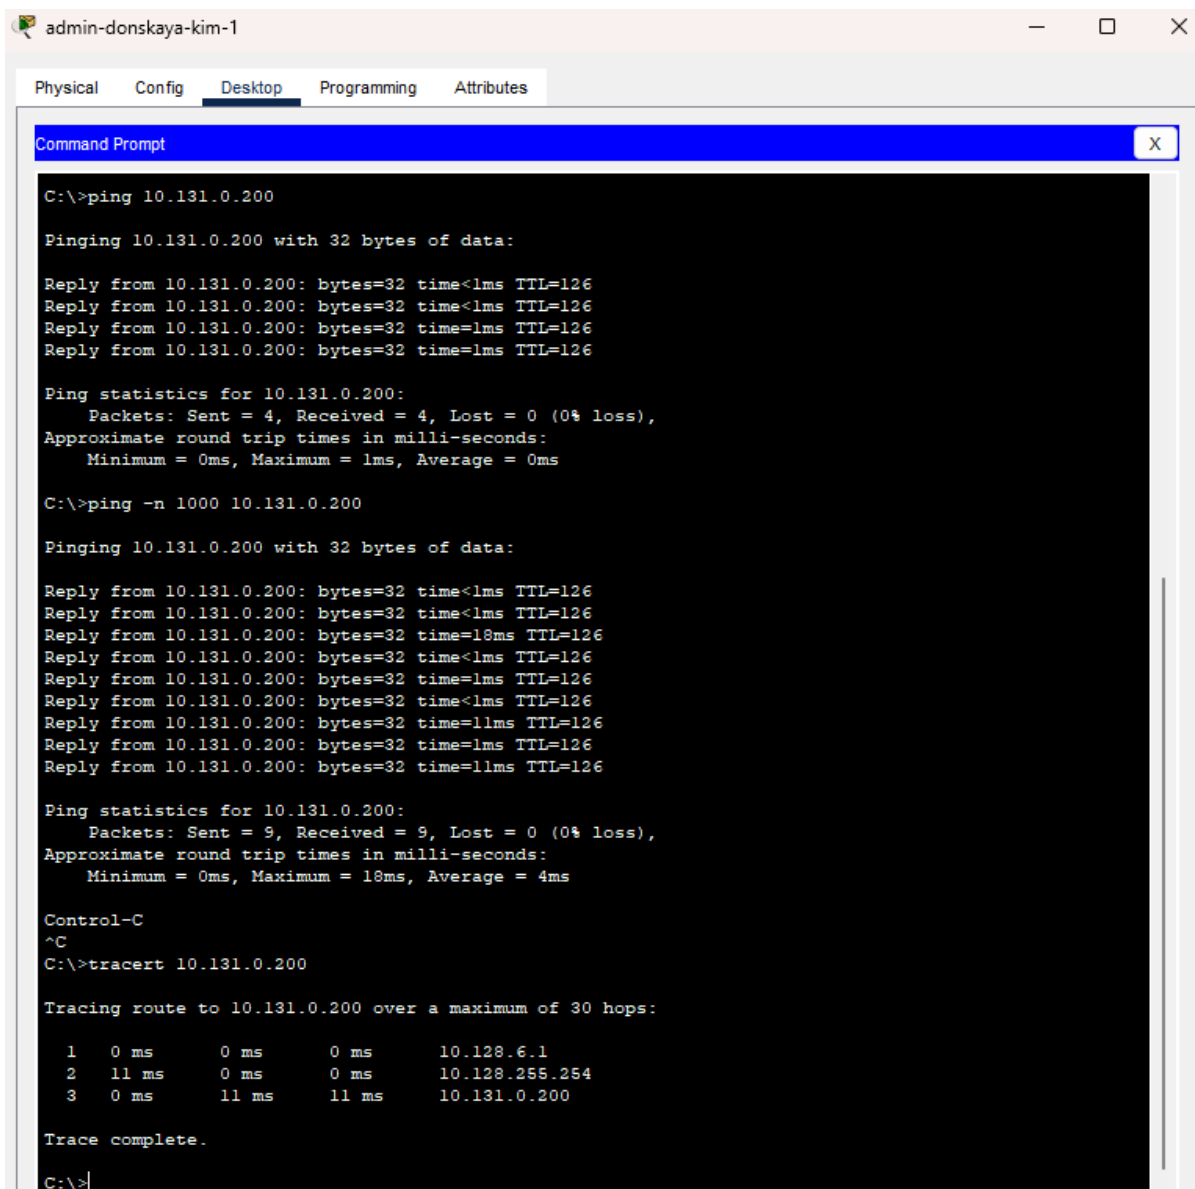 admin-donskaya-kim-1
Physical Config Desktop Programming Attributes
Command Prompt X
C:\>ping 10.131.0.200
Pinging 10.131.0.200 with 32 bytes of data:
Reply from 10.131.0.200: bytes=32 time<1ms TTL=126
Reply from 10.131.0.200: bytes=32 time<1ms TTL=126
Reply from 10.131.0.200: bytes=32 time=1ms TTL=126
Reply from 10.131.0.200: bytes=32 time=1ms TTL=126
Ping statistics for 10.131.0.200:
Packets: Sent = 4, Received = 4, Lost = 0 (0% loss),
Approximate round trip times in milli-seconds:
Minimum = 0ms, Maximum = 1ms, Average = 0ms
C:\>ping -n 1000 10.131.0.200
Pinging 10.131.0.200 with 32 bytes of data:
Reply from 10.131.0.200: bytes=32 time<1ms TTL=126
Reply from 10.131.0.200: bytes=32 time<1ms TTL=126
Reply from 10.131.0.200: bytes=32 time=18ms TTL=126
Reply from 10.131.0.200: bytes=32 time<1ms TTL=126
Reply from 10.131.0.200: bytes=32 time=1ms TTL=126
Reply from 10.131.0.200: bytes=32 time<1ms TTL=126
Reply from 10.131.0.200: bytes=32 time=11ms TTL=126
Reply from 10.131.0.200: bytes=32 time=1ms TTL=126
Reply from 10.131.0.200: bytes=32 time=11ms TTL=126
Ping statistics for 10.131.0.200:
Packets: Sent = 9, Received = 9, Lost = 0 (0% loss),
Approximate round trip times in milli-seconds:
Minimum = 0ms, Maximum = 18ms, Average = 4ms
Control-C
^C
C:\>tracert 10.131.0.200
Tracing route to 10.131.0.200 over a maximum of 30 hops:
1 0 ms 0 ms 0 ms 10.128.6.1
2 11 ms 0 ms 0 ms 10.128.255.254
3 0 ms 11 ms 11 ms 10.131.0.200
Trace complete.
C:\>